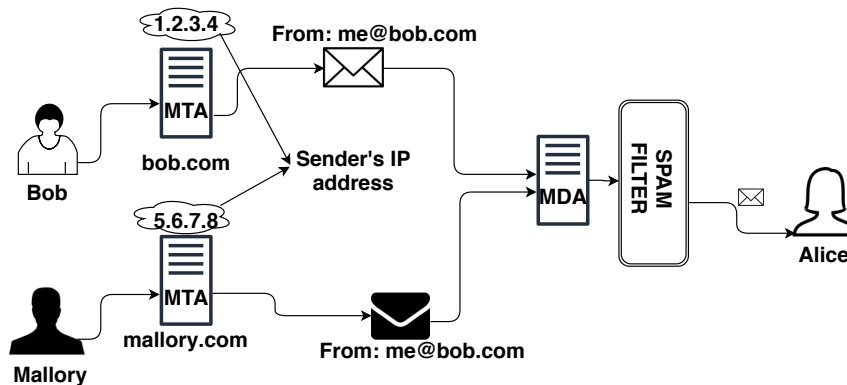 1.2.3.4
From: me@bob.com
MTA
bob.com
Bob
Sender's IP
address
5.6.7.8
MTA
mallory.com
Mallory
From: me@bob.com
MDA
SPAM
FILTER
Alice